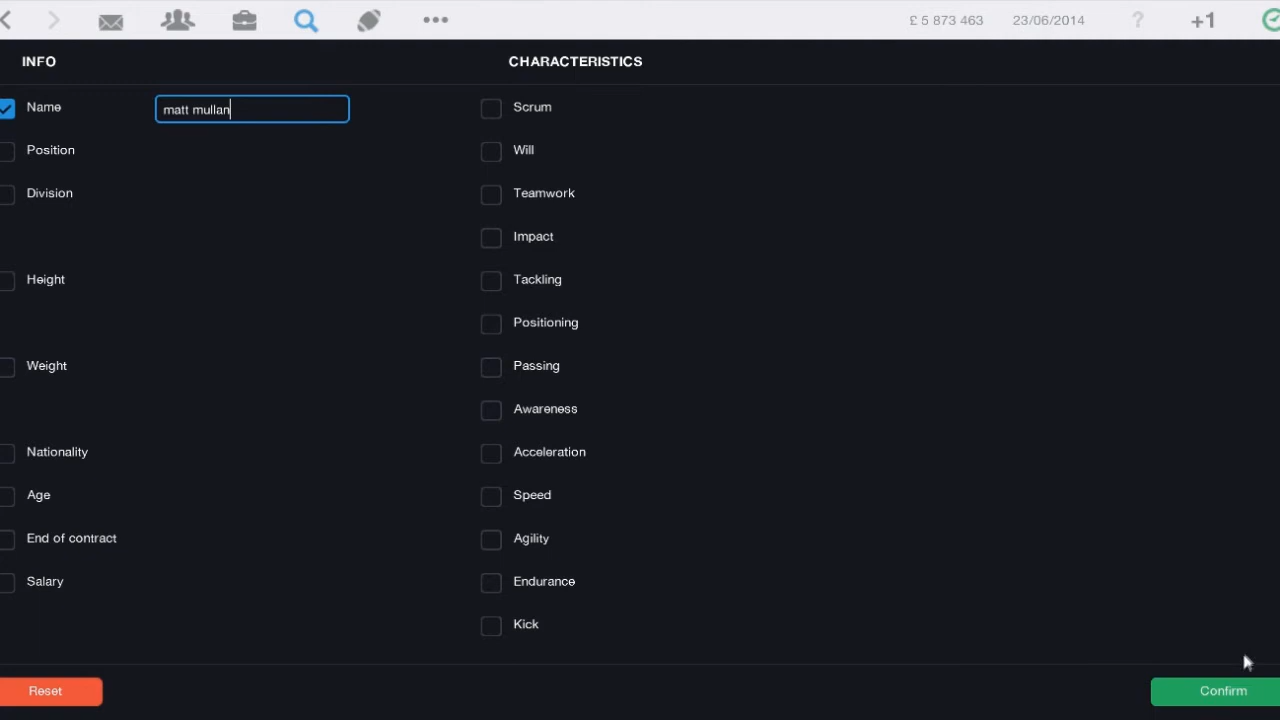 £ 5 873 463 23/06/2014 ? +1
INFO
Name matt mullan
Position
Division
Height
Weight
Nationality
Age
End of contract
Salary
CHARACTERISTICS
Scrum
Will
Teamwork
Impact
Tackling
Positioning
Passing
Awareness
Acceleration
Speed
Agility
Endurance
Kick
Reset
Confirm